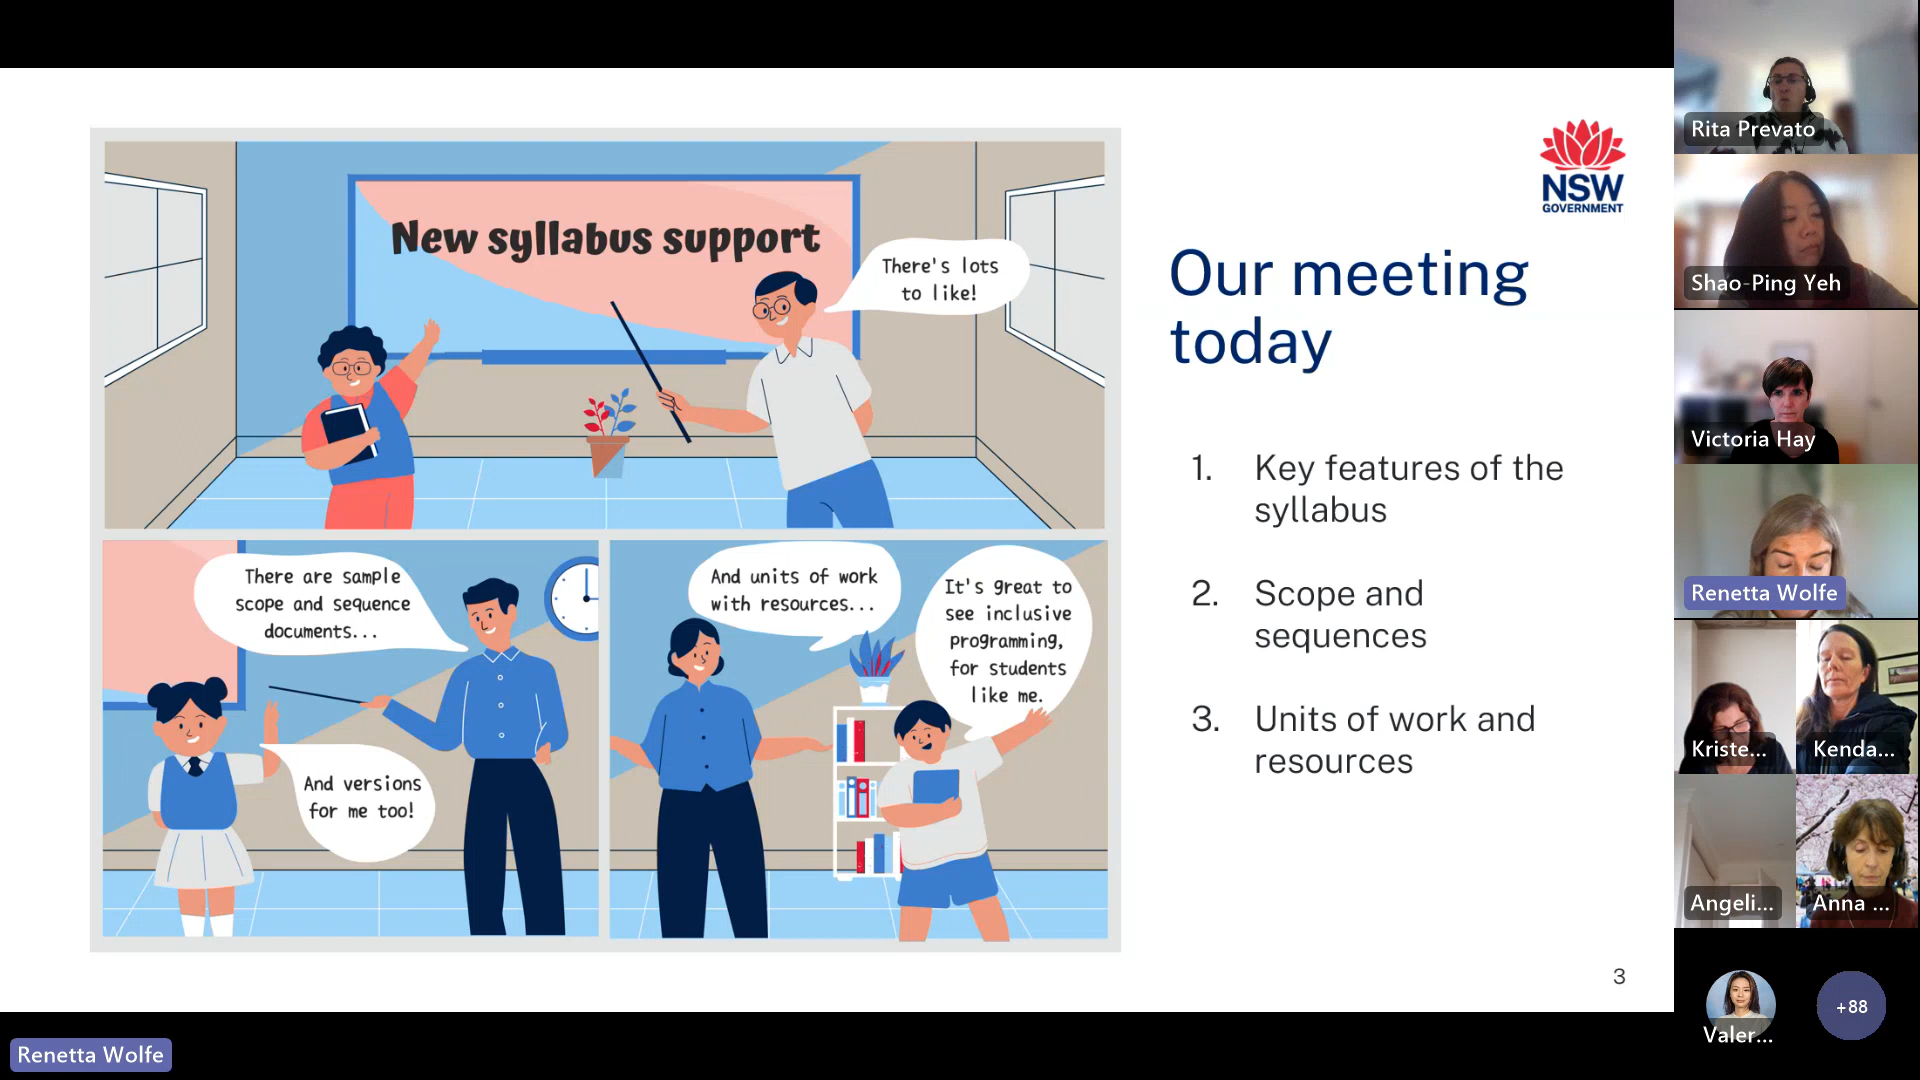 New syllabus support
There's lots
to like!
There are sample
scope and sequence
documents...
And versions
for me too!
And units of work
with resources...
It's great to
see inclusive
programming,
for students
like me.
NSW
GOVERNMENT
Our meeting
today
1. Key features of the
syllabus
2. Scope and
sequences
3. Units of work and
resources
3
Renetta Wolfe
Rita Prevato
Shao-Ping Yeh
Victoria Hay
Renetta Wolfe
Kriste...
Kenda...
Angeli...
Anna ...
Valer...
+88